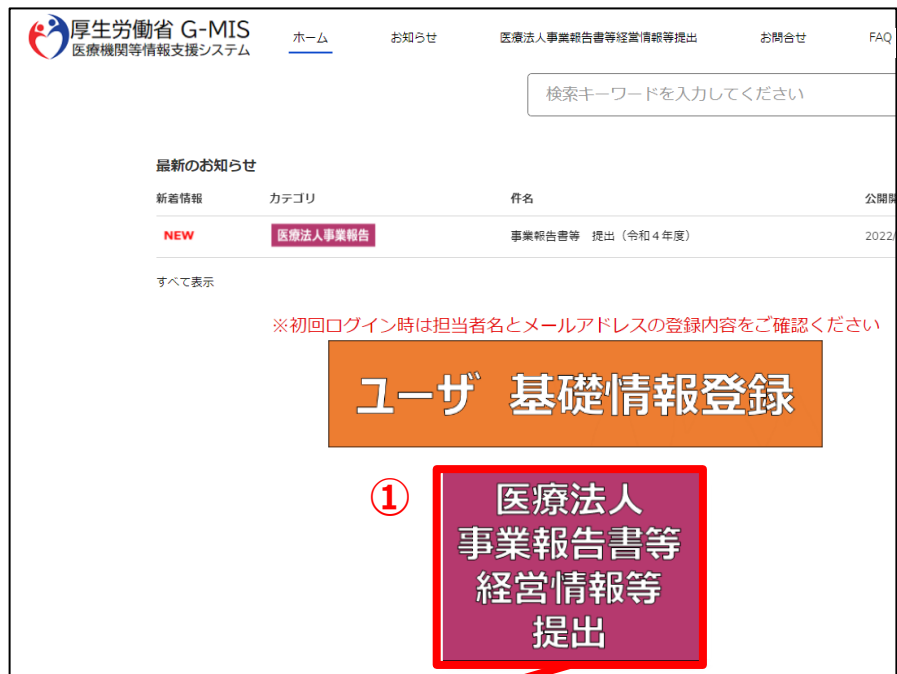 厚生労働省 G-MIS
医療機関等情報支援システム
ホーム
お知らせ
医療法人事業報告書等経営情報等提出
お問合せ
FAQ
検索キーワードを入力してください
最新のお知らせ
新着情報 カテゴリ 件名 公開開
NEW 医療法人事業報告 事業報告書等 提出（令和４年度） 2022/
すべて表示
※初回ログイン時は担当者名とメールアドレスの登録内容をご確認ください
ユーザ 基礎情報登録
①
医療法人
事業報告書等
経営情報等
提出